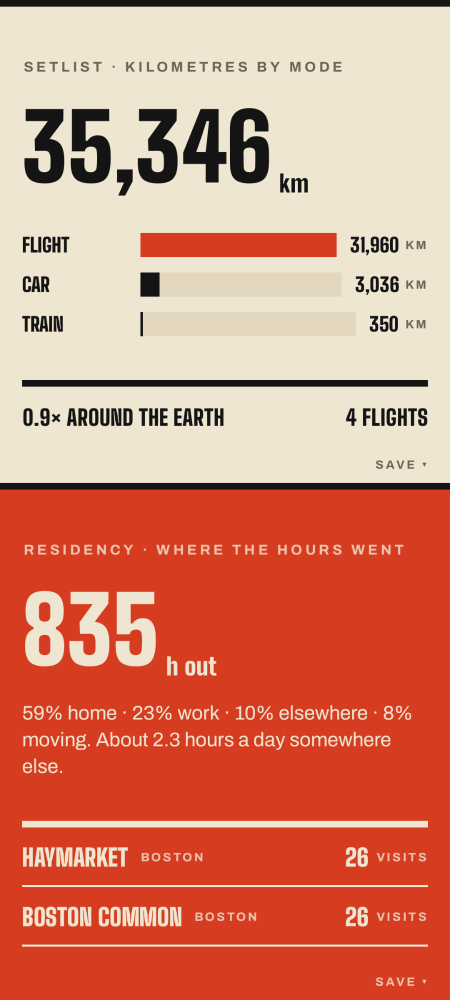 SETLIST · KILOMETRES BY MODE
35,346 km
FLIGHT 31,960 KM
CAR 3,036 KM
TRAIN 350 KM
0.9× AROUND THE EARTH 4 FLIGHTS
SAVE ▾
RESIDENCY · WHERE THE HOURS WENT
835 h out
59% home · 23% work · 10% elsewhere · 8%
moving. About 2.3 hours a day somewhere
else.
HAYMARKET BOSTON 26 VISITS
BOSTON COMMON BOSTON 26 VISITS
SAVE ▾